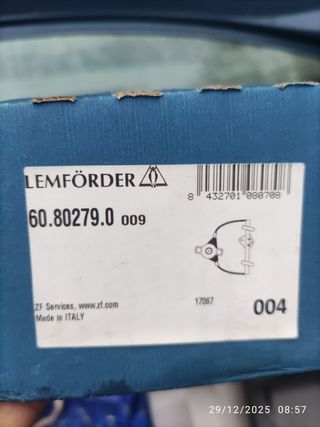 LEMFÖRDER
8 432701 080708
60.80279.0 009
ZF Services, www.zf.com
Made in ITALY
17067
004
29/12/2025 08:57